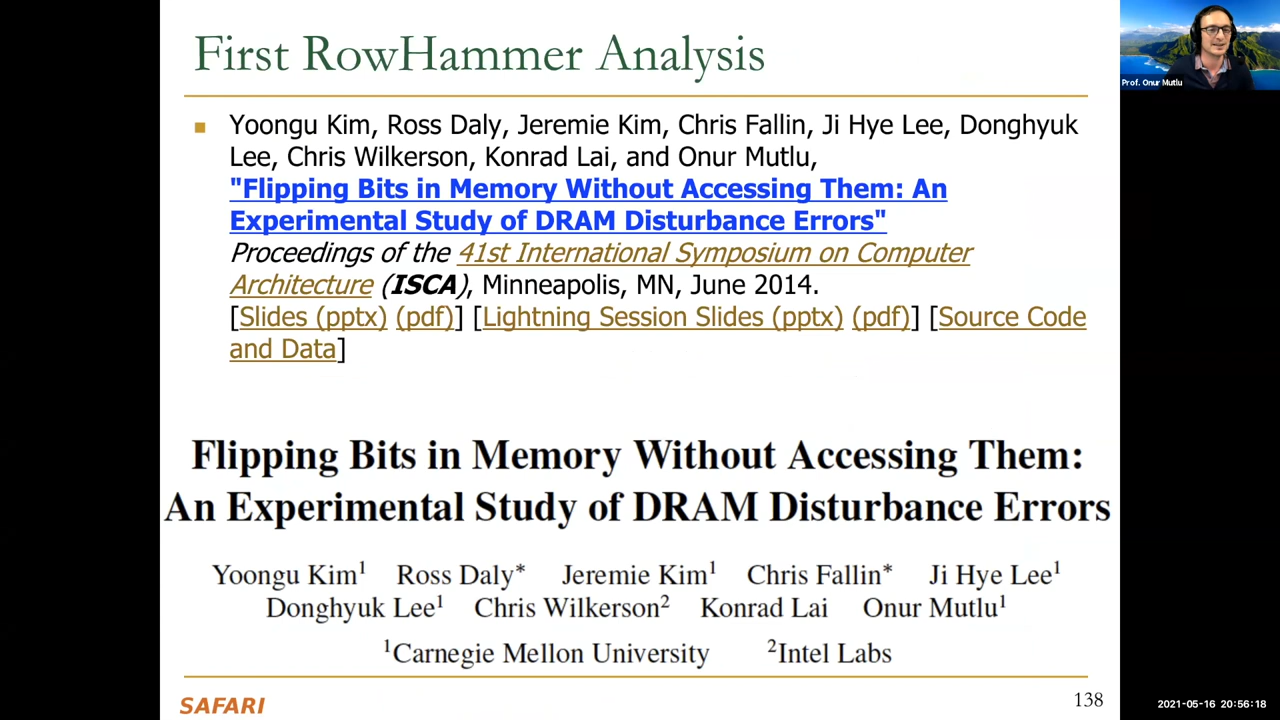 First RowHammer Analysis
Yoongu Kim, Ross Daly, Jeremie Kim, Chris Fallin, Ji Hye Lee, Donghyuk
Lee, Chris Wilkerson, Konrad Lai, and Onur Mutlu,
"Flipping Bits in Memory Without Accessing Them: An
Experimental Study of DRAM Disturbance Errors"
Proceedings of the 41st International Symposium on Computer
Architecture (ISCA), Minneapolis, MN, June 2014.
[Slides (pptx) (pdf)] [Lightning Session Slides (pptx) (pdf)] [Source Code
and Data]
Flipping Bits in Memory Without Accessing Them:
An Experimental Study of DRAM Disturbance Errors
Yoongu Kim¹ Ross Daly* Jeremie Kim¹ Chris Fallin* Ji Hye Lee¹
Donghyuk Lee¹ Chris Wilkerson² Konrad Lai Onur Mutlu¹
¹Carnegie Mellon University ²Intel Labs
SAFARI
138
Prof. Onur Mutlu
2021-05-16 20:56:18